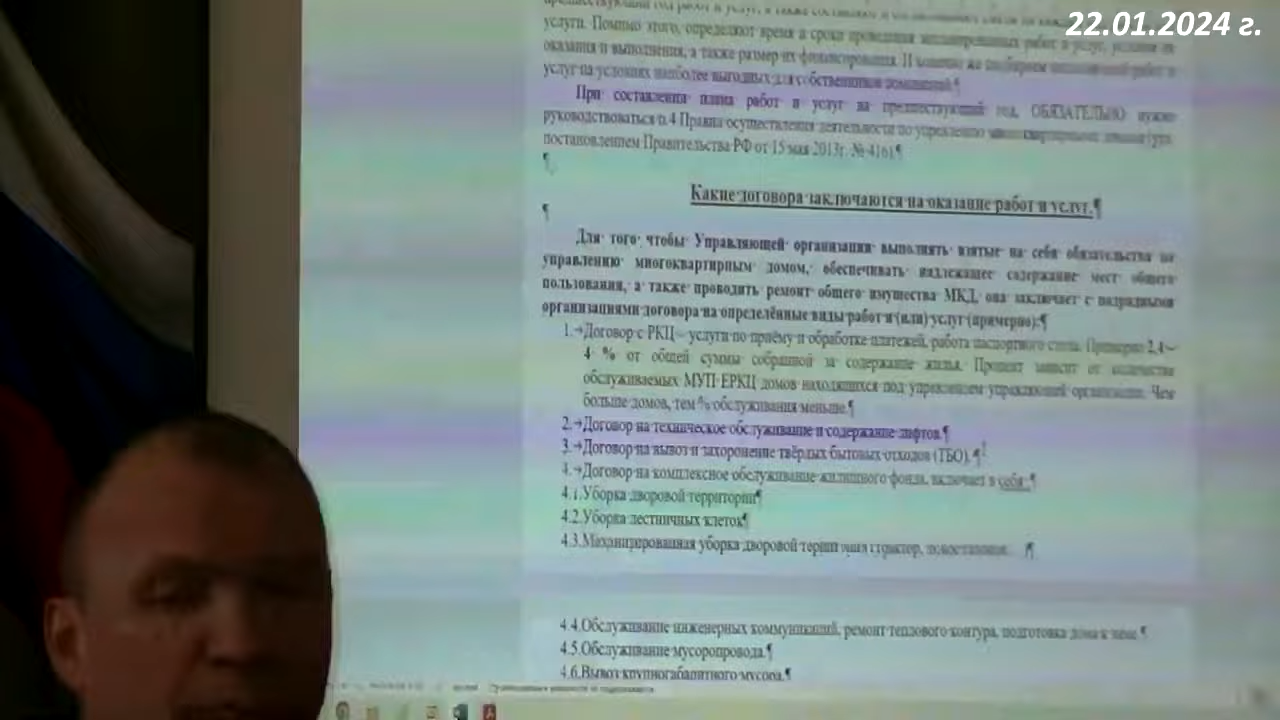 22.01.2024 г.
услуги. Помимо этого, определяют время и сроки проведения запланированных работ и услуг, условия их
оказания и выполнения, а также размер их финансирования. И конечно же
услуг на условиях наиболее выгодных для собственников помещений.¶
При составлении плана работ и услуг на предшествующий год, ОБЯЗАТЕЛЬНО нужно
руководствоваться п.4 Правил осуществления деятельности по управлению многоквартирными домами
постановлением Правительства РФ от 15 мая 2013г. № 416).¶
¶
Какие договора заключаются на оказание работ и услуг.¶
¶
Для того чтобы Управляющей организации выполнять взятые на себя обязательства по
управлению многоквартирным домом, обеспечивать надлежащее содержание мест общего
пользования, а также проводить ремонт общего имущества МКД, она заключает с подрядными
организациями договора на определённые виды работ и (или) услуг (примерно):¶
1.→Договор с РКЦ – услуги по приёму и обработке платежей, работа паспортного стола. Примерно 2,4–
4 % от общей суммы собранной за содержание жилья. Процент зависит от количества
обслуживаемых МУП ЕРКЦ домов находящихся под управлением управляющей организации. Чем
больше домов, тем % обслуживания меньше.¶
2.→Договор на техническое обслуживание и содержание лифтов.¶
3.→Договор на вывоз и захоронение твёрдых бытовых отходов (ТБО).¶
4.→Договор на комплексное обслуживание жилищного фонда, включает в себя:¶
4.1.Уборка дворовой территории¶
4.2.Уборка лестничных клеток¶
4.3.Механизированная уборка дворовой
4.4.Обслуживание инженерных коммуникаций, ремонт теплового контура, подготовка дома к зиме¶
4.5.Обслуживание мусоропровода.¶
4.6.Вывоз крупногабаритного мусора.¶